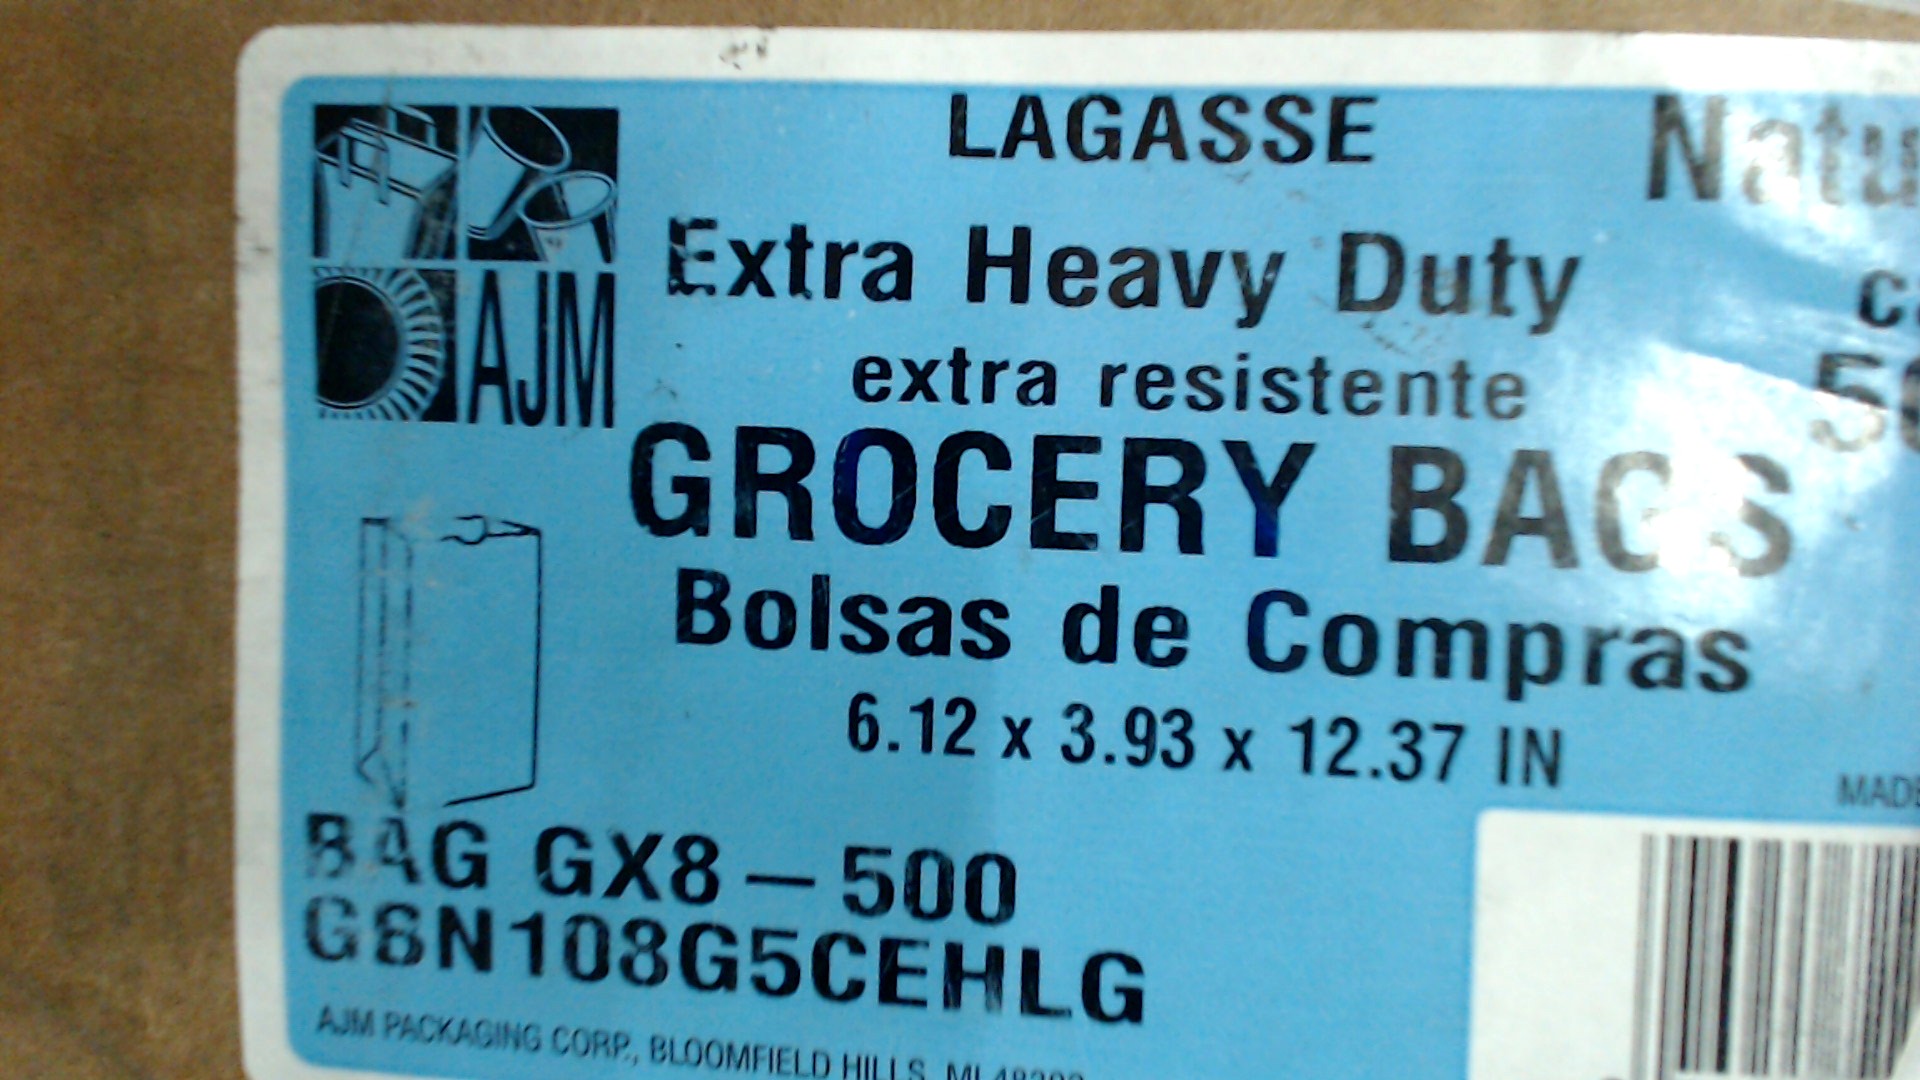 LAGASSE
Extra Heavy Duty
extra resistente
GROCERY BAGS
Bolsas de Compras
6.12 x 3.93 x 12.37 IN
AJM
BAG GX8-500
AJM PACKAGING CORP., BLOOMFIELD HILLS, MI